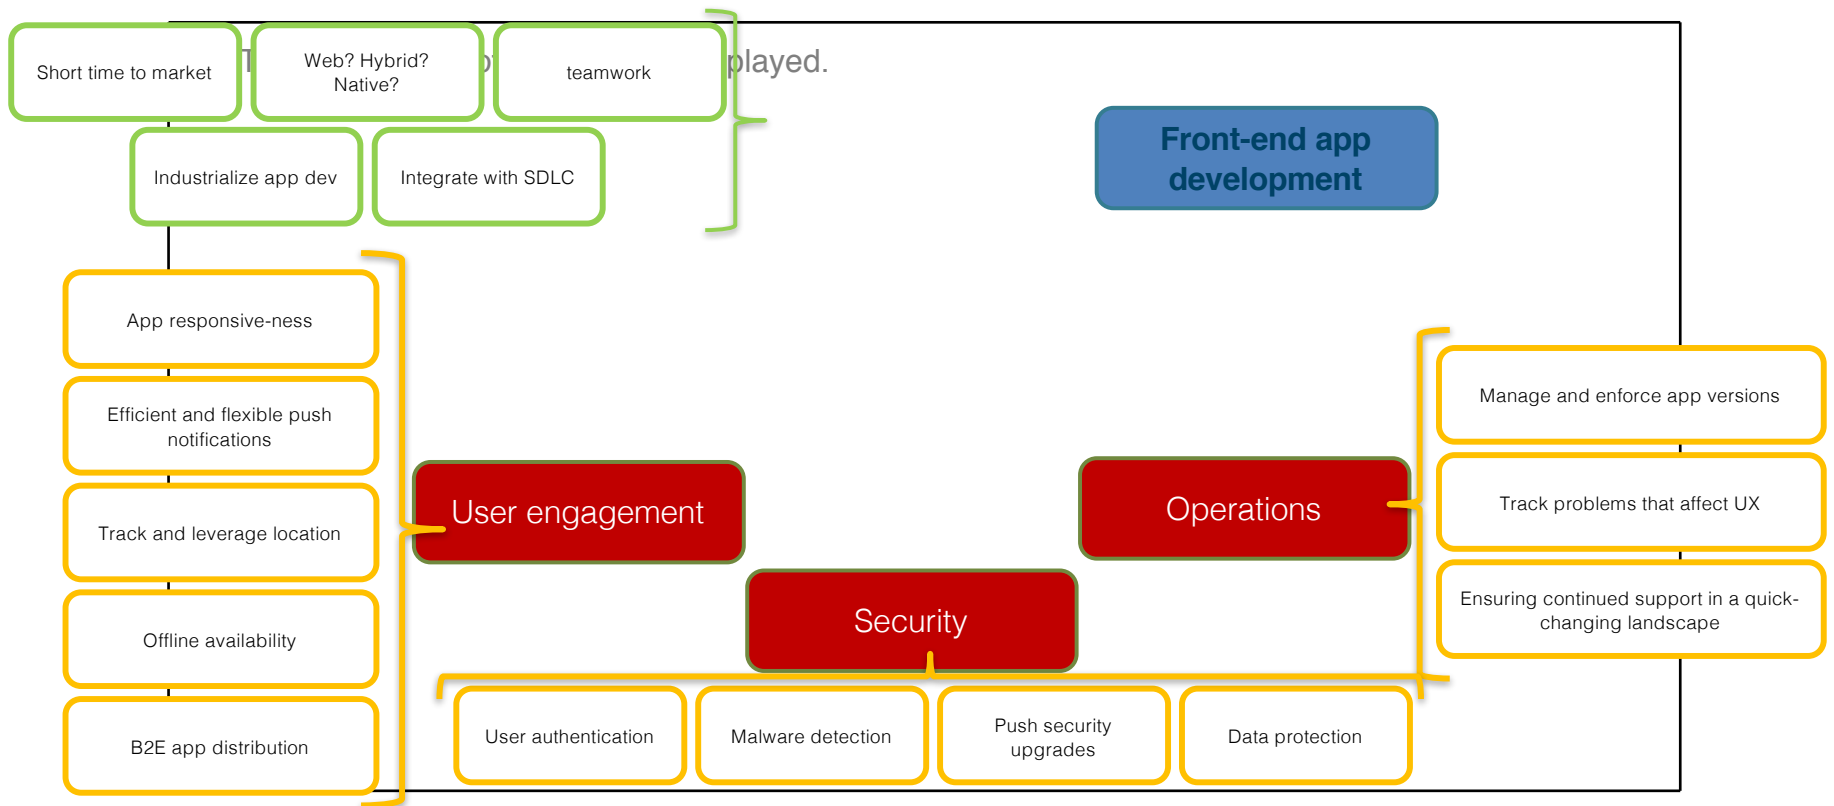 Short time to market
Web? Hybrid?
Native?
teamwork
played.
Industrialize app dev
Integrate with SDLC
Front-end app
development
App responsive-ness
Efficient and flexible push
notifications
Track and leverage location
Offline availability
B2E app distribution
User engagement
Security
Operations
Manage and enforce app versions
Track problems that affect UX
Ensuring continued support in a quick-
changing landscape
User authentication
Malware detection
Push security
upgrades
Data protection